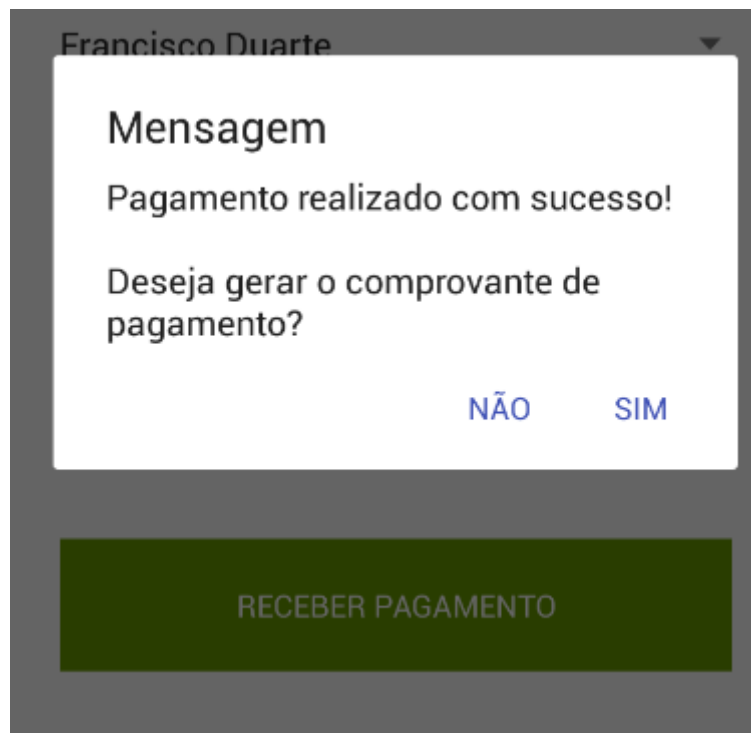 Francisco Duarte
Mensagem
Pagamento realizado com sucesso!
Deseja gerar o comprovante de
pagamento?
NÃO SIM
RECEBER PAGAMENTO